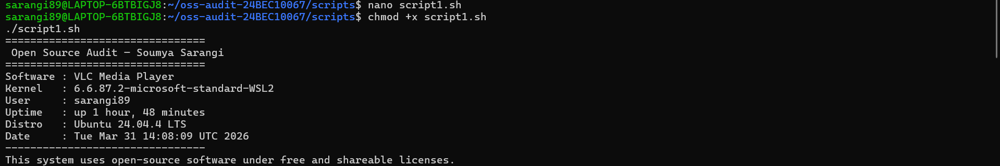 sarangi89@LAPTOP-6BTBIGJ8:~/oss-audit-24BEC10067/scripts$ nano script1.sh
sarangi89@LAPTOP-6BTBIGJ8:~/oss-audit-24BEC10067/scripts$ chmod +x script1.sh
./script1.sh
================================
 Open Source Audit — Soumya Sarangi
================================
Software : VLC Media Player
Kernel   : 6.6.87.2-microsoft-standard-WSL2
User     : sarangi89
Uptime   : up 1 hour, 48 minutes
Distro   : Ubuntu 24.04.4 LTS
Date     : Tue Mar 31 14:08:09 UTC 2026
--------------------------------
This system uses open-source software under free and shareable licenses.